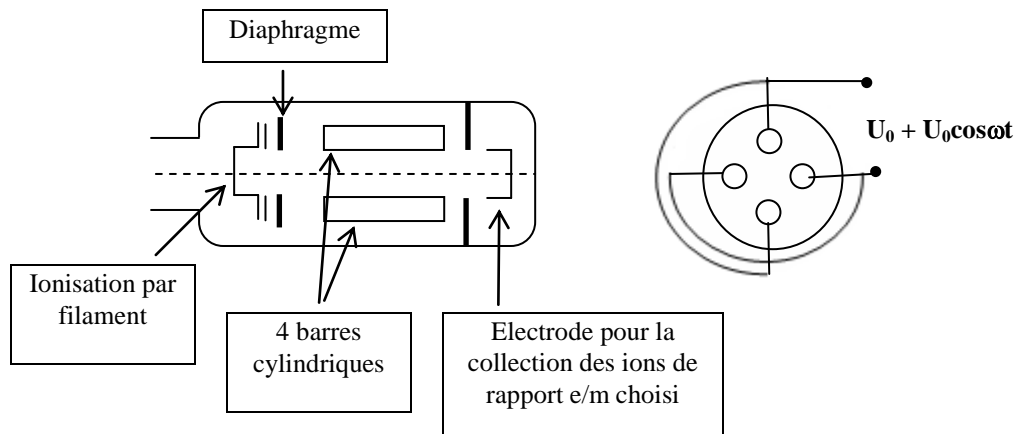 Diaphragme
U₀ + U₀cosωt
Ionisation par
filament
4 barres
cylindriques
Electrode pour la
collection des ions de
rapport e/m choisi